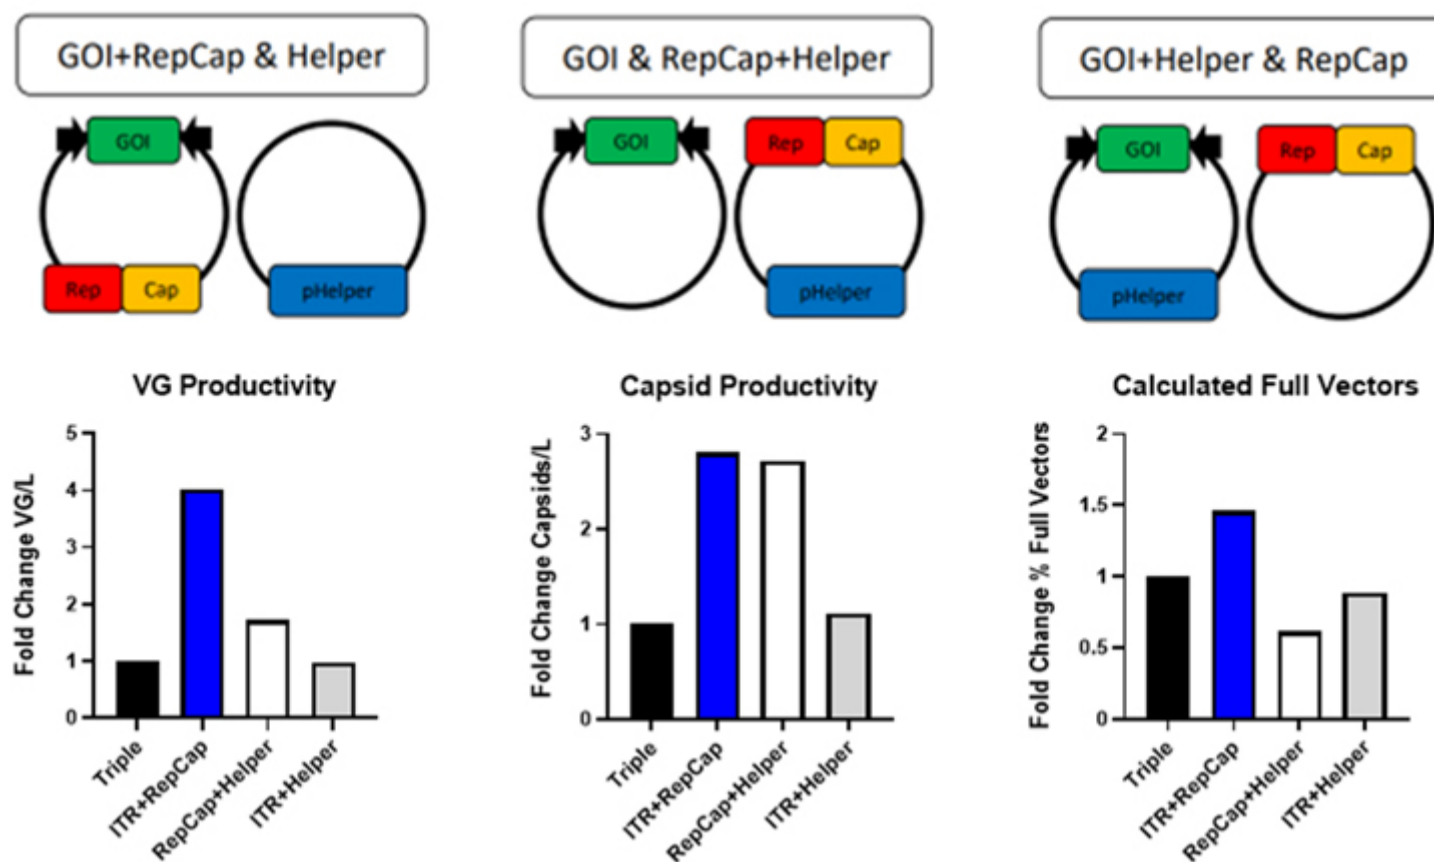 GOI+RepCap & Helper
GOI & RepCap+Helper
GOI+Helper & RepCap
GOI
Rep
Cap
pHelper
GOI
Rep
Cap
pHelper
GOI
pHelper
Rep
Cap
VG Productivity
Fold Change VG/L
5
4
3
2
1
0
Triple
ITR+RepCap
RepCap+Helper
ITR+Helper
Capsid Productivity
Fold Change Capsids/L
3
2
1
0
Triple
ITR+RepCap
RepCap+Helper
ITR+Helper
Calculated Full Vectors
Fold Change % Full Vectors
2
1.5
1
0.5
0
Triple
ITR+RepCap
RepCap+Helper
ITR+Helper